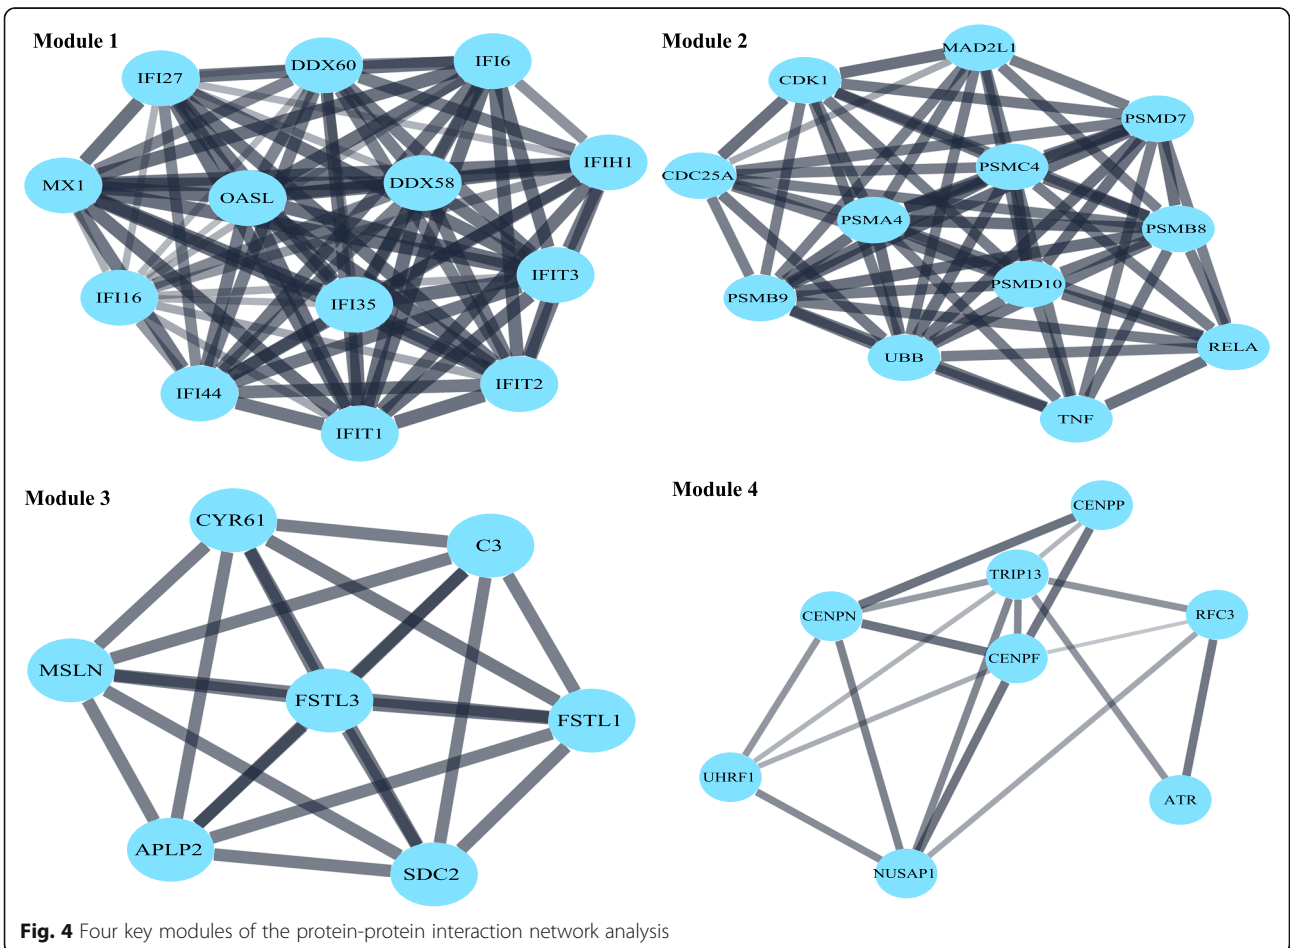 Module 1
IFI27
DDX60
IFI6
IFIH1
MX1
OASL
DDX58
IFI16
IFI35
IFIT3
IFI44
IFIT2
IFIT1
Module 2
MAD2L1
CDK1
PSMD7
CDC25A
PSMC4
PSMA4
PSMB8
PSMB9
PSMD10
UBB
RELA
TNF
Module 3
CYR61
C3
MSLN
FSTL3
FSTL1
APLP2
SDC2
Module 4
CENPP
TRIP13
CENPN
RFC3
CENPF
UHRF1
ATR
NUSAP1
Fig. 4 Four key modules of the protein-protein interaction network analysis